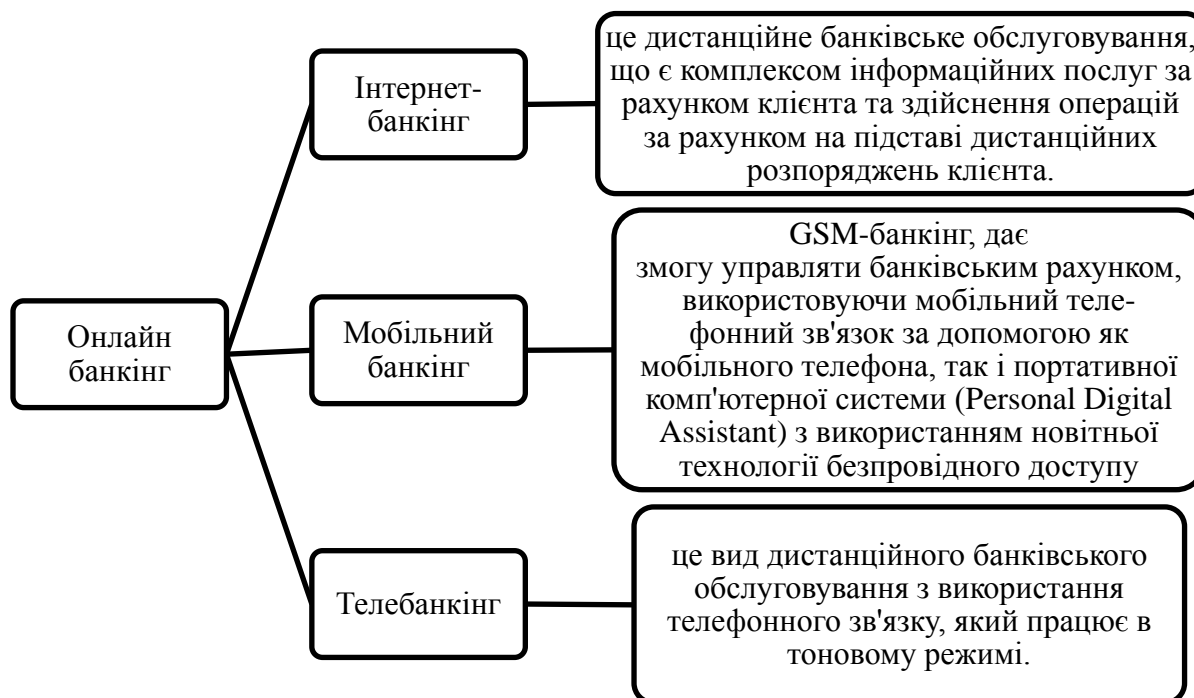 Онлайн
банкінг
Інтернет-
банкінг
це дистанційне банківське обслуговування,
що є комплексом інформаційних послуг за
рахунком клієнта та здійснення операцій
за рахунком на підставі дистанційних
розпоряджень клієнта.
Мобільний
банкінг
GSM-банкінг, дає
змогу управляти банківським рахунком,
використовуючи мобільний теле-
фонний зв'язок за допомогою як
мобільного телефона, так і портативної
комп'ютерної системи (Personal Digital
Assistant) з використанням новітньої
технології безпровідного доступу
Телебанкінг
це вид дистанційного банківського
обслуговування з використання
телефонного зв'язку, який працює в
тоновому режимі.